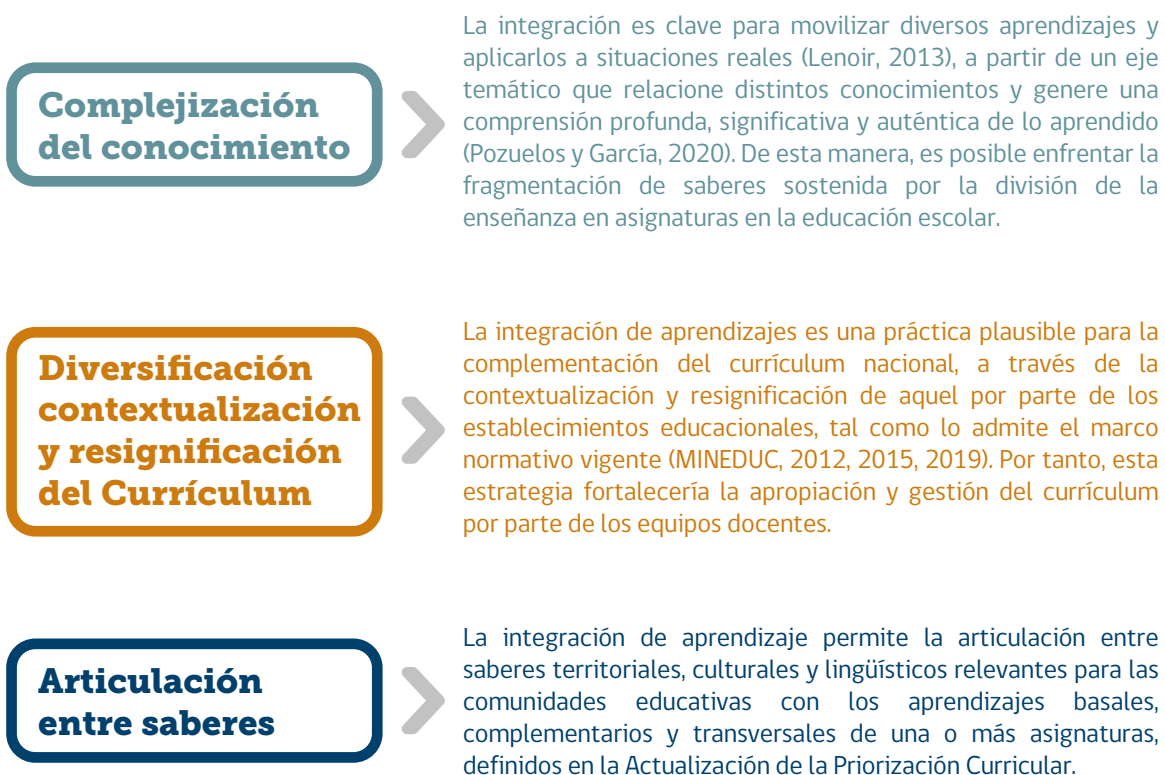 Complejización
del conocimiento
La integración es clave para movilizar diversos aprendizajes y
aplicarlos a situaciones reales (Lenoir, 2013), a partir de un eje
temático que relacione distintos conocimientos y genere una
comprensión profunda, significativa y auténtica de lo aprendido
(Pozuelos y García, 2020). De esta manera, es posible enfrentar la
fragmentación de saberes sostenida por la división de la
enseñanza en asignaturas en la educación escolar.
Diversificación
contextualización
y resignificación
del Currículum
La integración de aprendizajes es una práctica plausible para la
complementación del currículum nacional, a través de la
contextualización y resignificación de aquel por parte de los
establecimientos educacionales, tal como lo admite el marco
normativo vigente (MINEDUC, 2012, 2015, 2019). Por tanto, esta
estrategia fortalecería la apropiación y gestión del currículum
por parte de los equipos docentes.
Articulación
entre saberes
La integración de aprendizaje permite la articulación entre
saberes territoriales, culturales y lingüísticos relevantes para las
comunidades educativas con los aprendizajes basales,
complementarios y transversales de una o más asignaturas,
definidos en la Actualización de la Priorización Curricular.